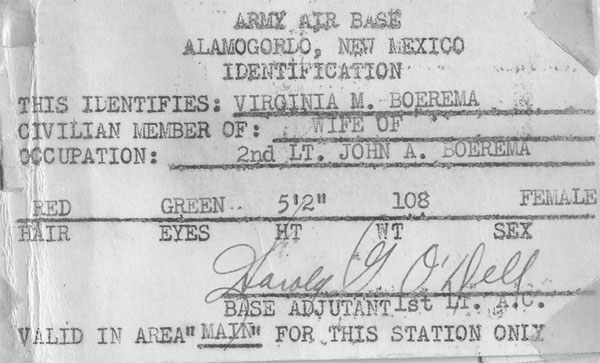 ARMY AIR BASE
ALAMOGORDO, NEW MEXICO
IDENTIFICATION
THIS IDENTIFIES: VIRGINIA M. BOEREMA
CIVILIAN MEMBER OF: WIFE OF
OCCUPATION: 2nd LT. JOHN A. BOEREMA
RED GREEN 5'2" 108 FEMALE
HAIR EYES HT WT SEX
Harold G. O'Dell
BASE ADJUTANT 1st Lt. A.C.
VALID IN AREA "MAIN" FOR THIS STATION ONLY